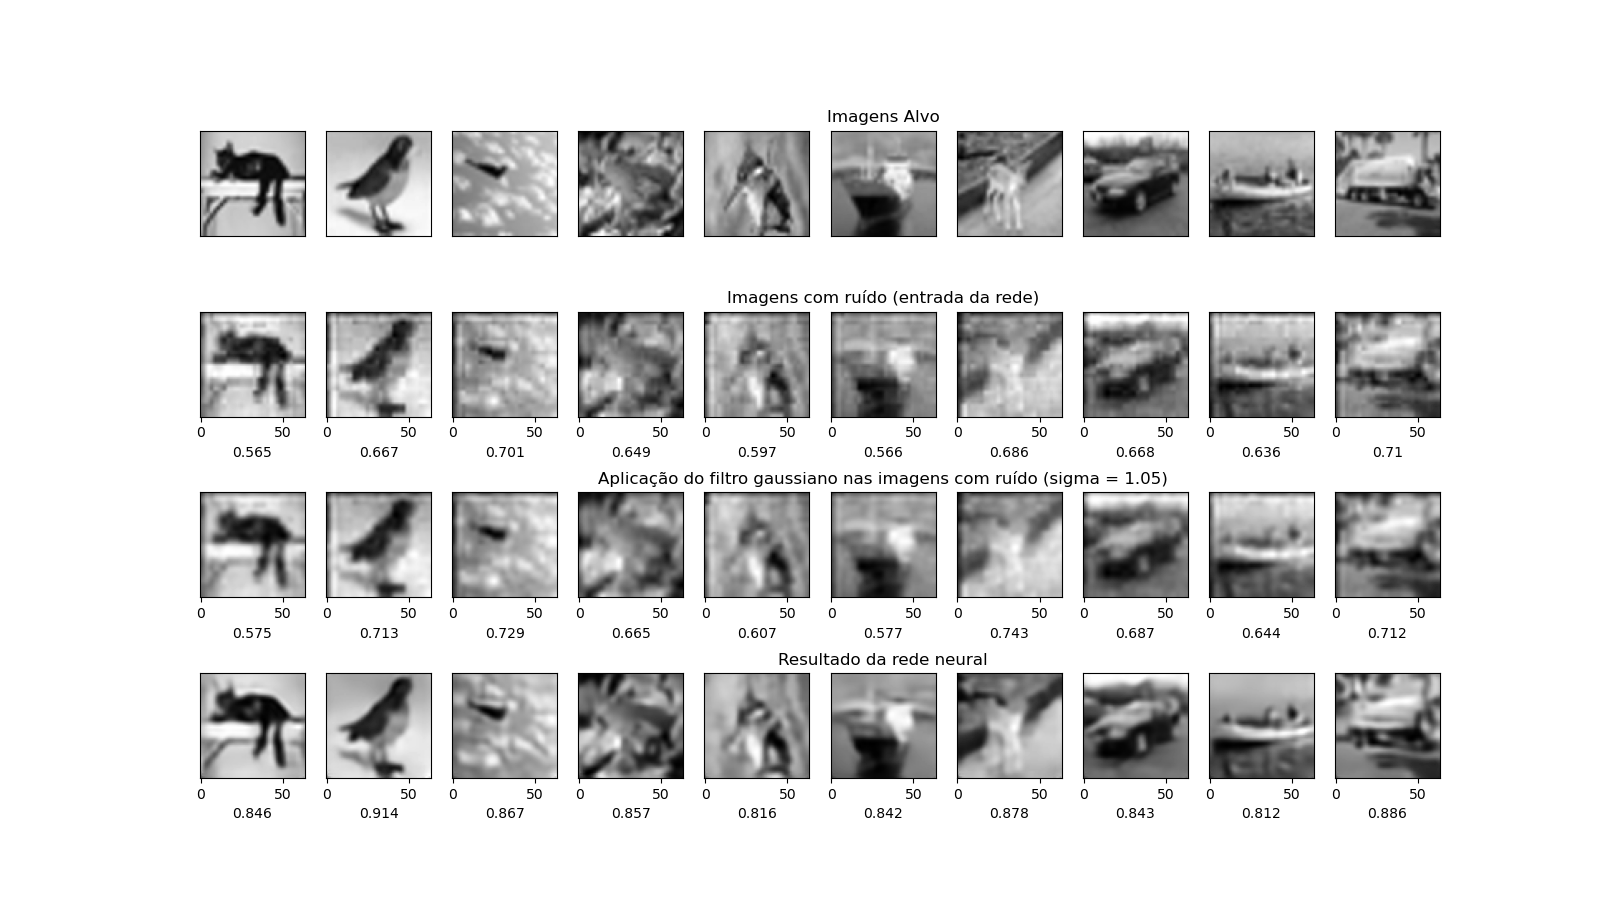 Imagens Alvo
Imagens com ruído (entrada da rede)
0 50 0 50 0 50 0 50 0 50 0 50 0 50 0 50 0 50 0 50
0.565 0.667 0.701 0.649 0.597 0.566 0.686 0.668 0.636 0.71
Aplicação do filtro gaussiano nas imagens com ruído (sigma = 1.05)
0 50 0 50 0 50 0 50 0 50 0 50 0 50 0 50 0 50 0 50
0.575 0.713 0.729 0.665 0.607 0.577 0.743 0.687 0.644 0.712
Resultado da rede neural
0 50 0 50 0 50 0 50 0 50 0 50 0 50 0 50 0 50 0 50
0.846 0.914 0.867 0.857 0.816 0.842 0.878 0.843 0.812 0.886